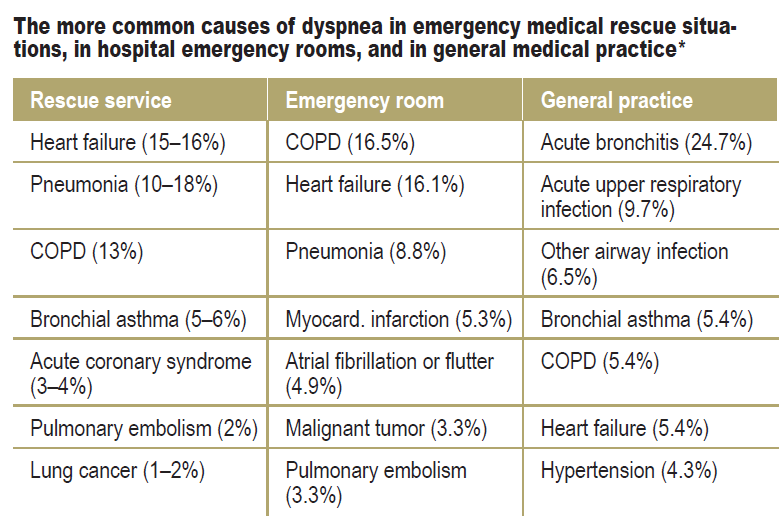 The more common causes of dyspnea in emergency medical rescue situa-
tions, in hospital emergency rooms, and in general medical practice*
Rescue service Emergency room General practice
Heart failure (15–16%) COPD (16.5%) Acute bronchitis (24.7%)
Pneumonia (10–18%) Heart failure (16.1%) Acute upper respiratory
infection (9.7%)
COPD (13%) Pneumonia (8.8%) Other airway infection
(6.5%)
Bronchial asthma (5–6%) Myocard. infarction (5.3%) Bronchial asthma (5.4%)
Acute coronary syndrome Atrial fibrillation or flutter COPD (5.4%)
(3–4%) (4.9%)
Pulmonary embolism (2%) Malignant tumor (3.3%) Heart failure (5.4%)
Lung cancer (1–2%) Pulmonary embolism Hypertension (4.3%)
(3.3%)